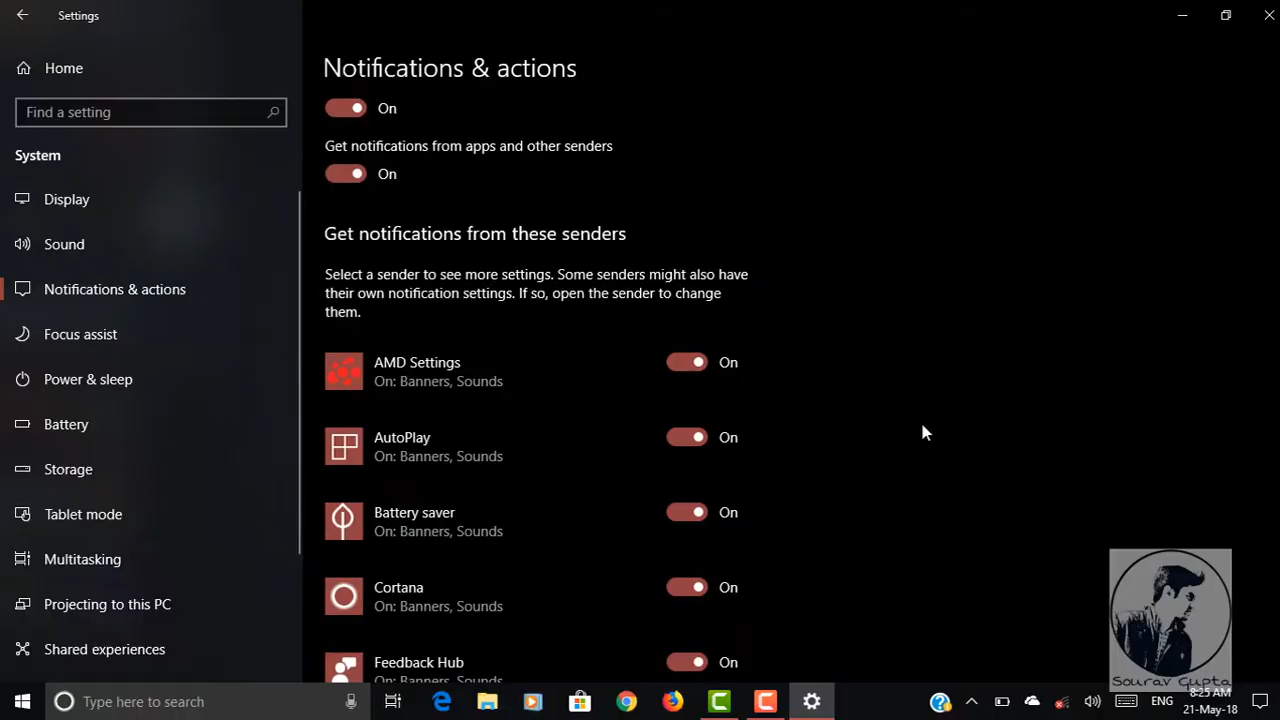 Settings
Home
Find a setting
System
Display
Sound
Notifications & actions
Focus assist
Power & sleep
Battery
Storage
Tablet mode
Multitasking
Projecting to this PC
Shared experiences
Notifications & actions
On
Get notifications from apps and other senders
On
Get notifications from these senders
Select a sender to see more settings. Some senders might also have
their own notification settings. If so, open the sender to change
them.
AMD Settings
On: Banners, Sounds
On
AutoPlay
On: Banners, Sounds
On
Battery saver
On: Banners, Sounds
On
Cortana
On: Banners, Sounds
On
Feedback Hub
On: Banners, Sounds
On
Sourav Gupta
Type here to search
ENG
8:25 AM
21-May-18